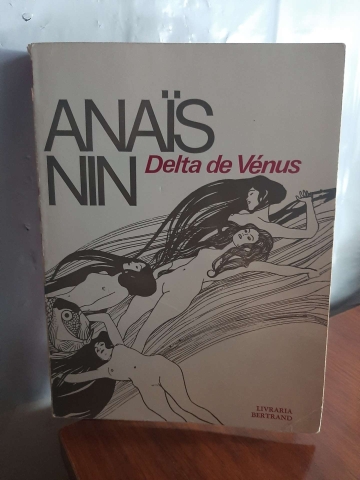 ANAÏS
NIN
Delta de Vénus
LIVRARIA
BERTRAND